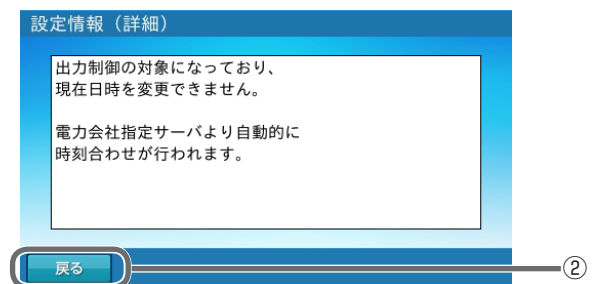 設定情報（詳細）
出力制御の対象になっており、
現在日時を変更できません。
電力会社指定サーバより自動的に
時刻合わせが行われます。
戻る
②